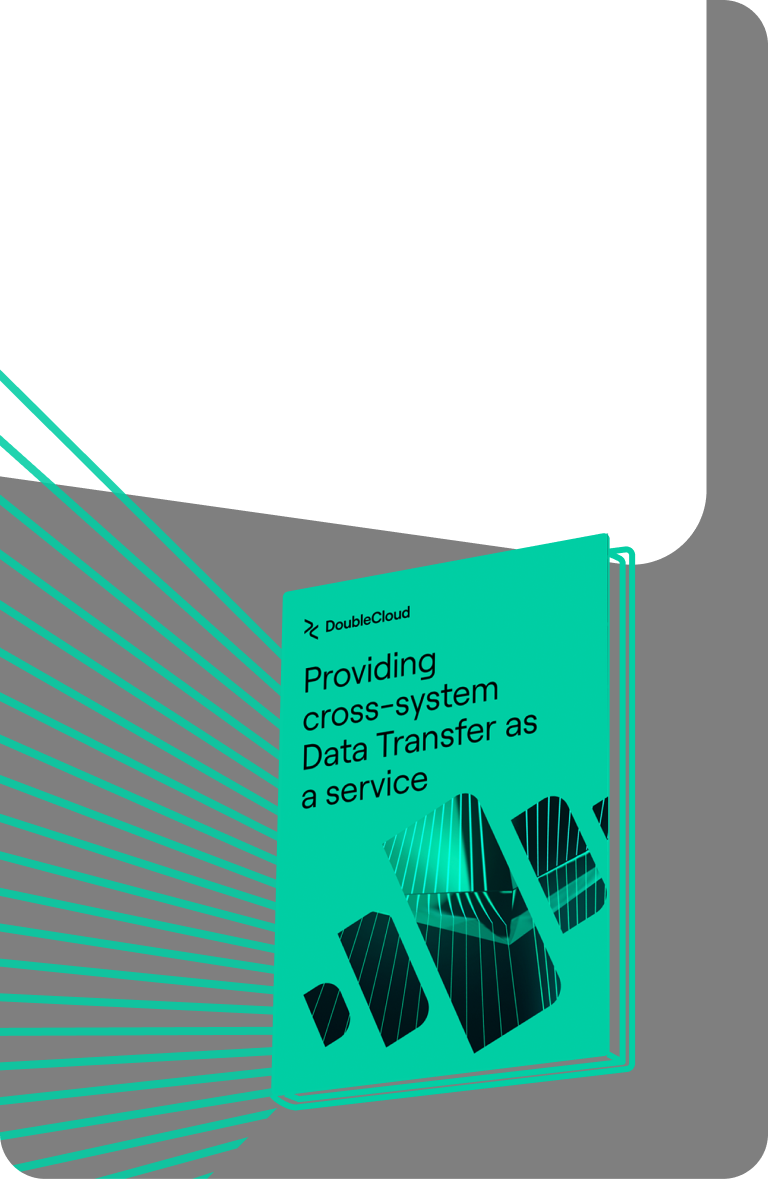 DoubleCloud
Providing
cross-system
Data Transfer as
a service